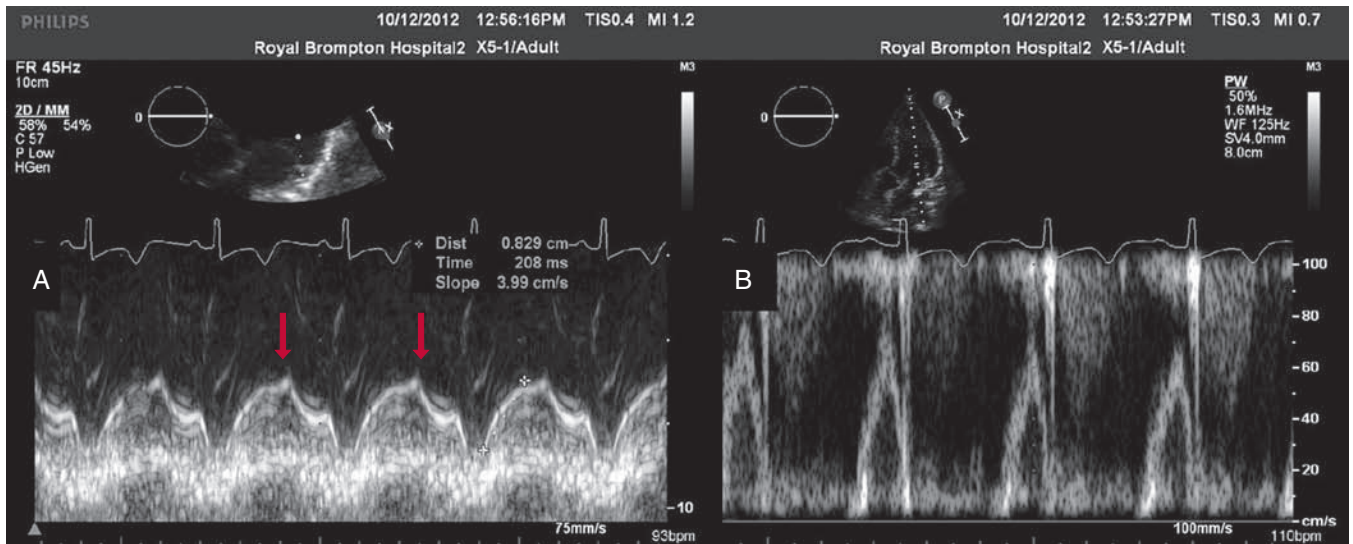 PHILIPS
10/12/2012 12:56:16PM TIS0.4 MI 1.2
Royal Brompton Hospital2 X5-1/Adult
FR 45Hz
10cm
2D / MM
58% 54%
C 57
P Low
HGen
M3
0
Dist 0.829 cm
Time 208 ms
Slope 3.99 cm/s
A
10
75mm/s
93bpm
10/12/2012 12:53:27PM TIS0.3 MI 0.7
Royal Brompton Hospital2 X5-1/Adult
M3
PW
50%
1.6MHz
WF 125Hz
SV4.0mm
8.0cm
0
P
B
100
80
60
40
20
cm/s
100mm/s
110bpm